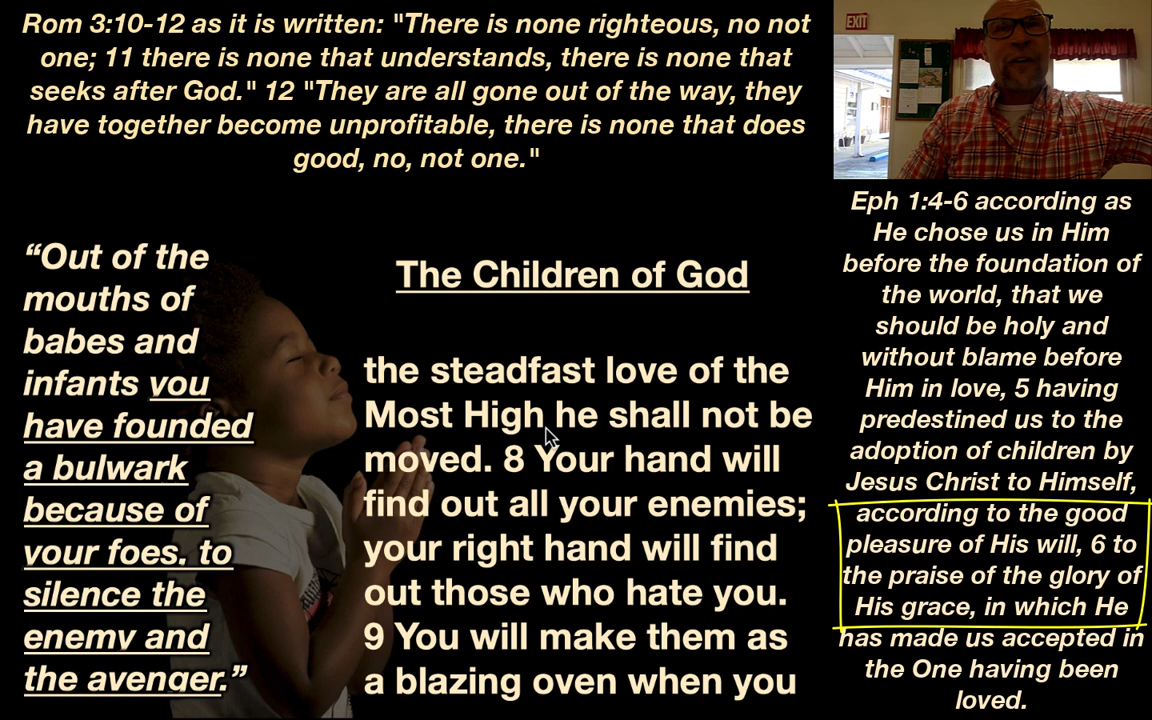 Rom 3:10-12 as it is written: "There is none righteous, no not
one; 11 there is none that understands, there is none that
seeks after God." 12 "They are all gone out of the way, they
have together become unprofitable, there is none that does
good, no, not one."
EXIT
“Out of the
mouths of
babes and
infants you
have founded
a bulwark
because of
your foes. to
silence the
enemy and
the avenger.”
The Children of God
the steadfast love of the
Most High he shall not be
moved. 8 Your hand will
find out all your enemies;
your right hand will find
out those who hate you.
9 You will make them as
a blazing oven when you
Eph 1:4-6 according as
He chose us in Him
before the foundation of
the world, that we
should be holy and
without blame before
Him in love, 5 having
predestined us to the
adoption of children by
Jesus Christ to Himself,
according to the good
pleasure of His will, 6 to
the praise of the glory of
His grace, in which He
has made us accepted in
the One having been
loved.